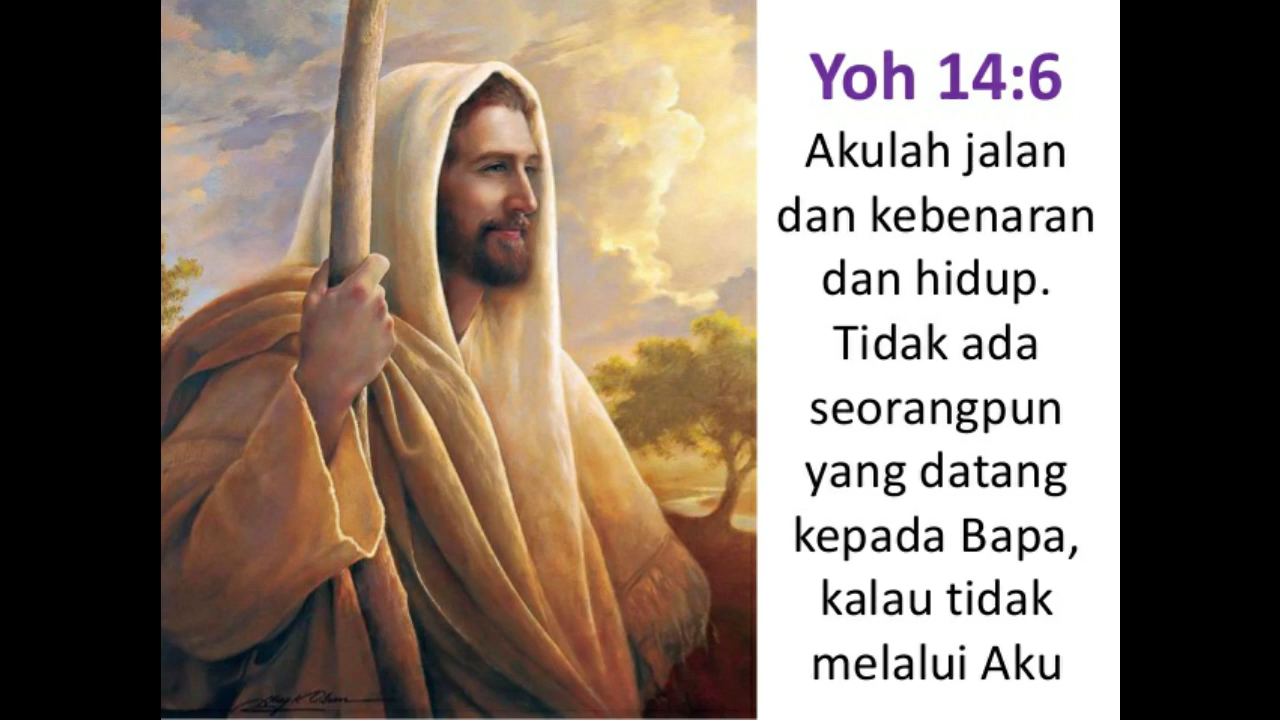 Yoh 14:6
Akulah jalan
dan kebenaran
dan hidup.
Tidak ada
seorangpun
yang datang
kepada Bapa,
kalau tidak
melalui Aku